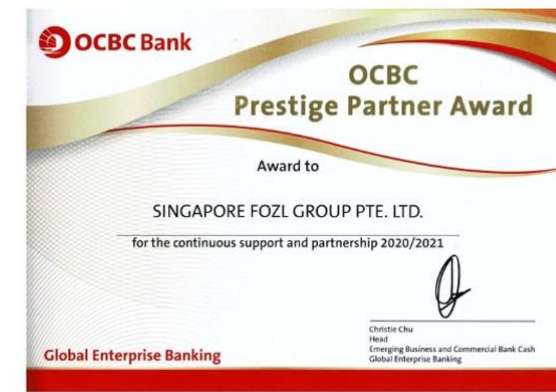 OCBC Bank
OCBC
Prestige Partner Award
Award to
SINGAPORE FOZL GROUP PTE. LTD.
for the continuous support and partnership 2020/2021
Christie Chu
Head
Emerging Business and Commercial Bank Cash
Global Enterprise Banking
Global Enterprise Banking